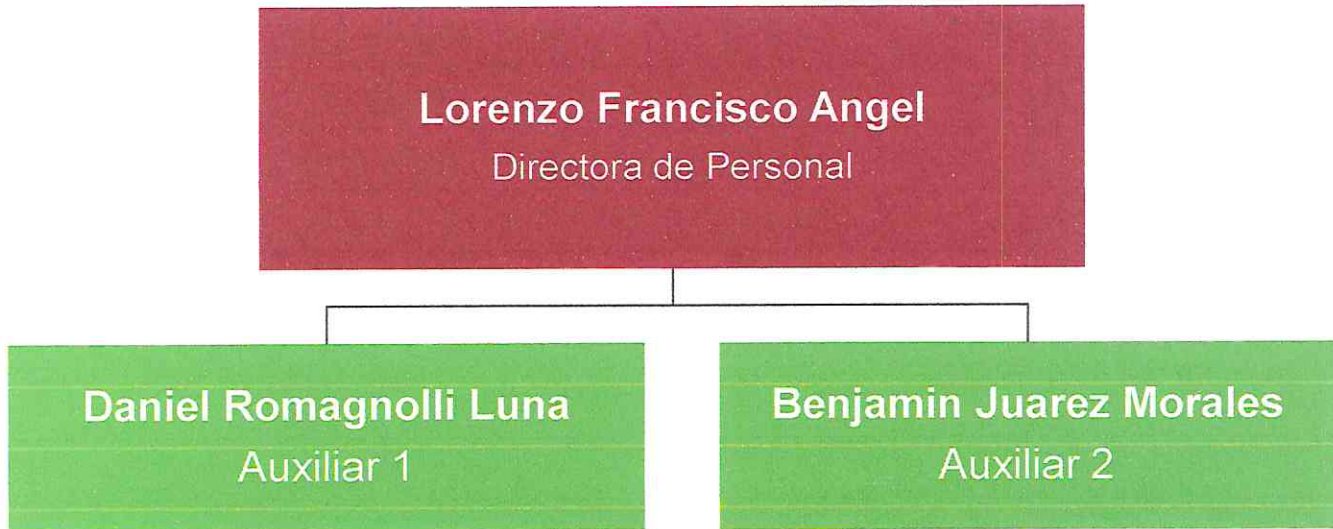 Lorenzo Francisco Angel
Directora de Personal
Daniel Romagnolli Luna
Auxiliar 1
Benjamin Juarez Morales
Auxiliar 2